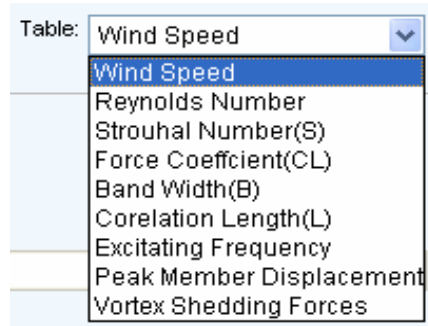 Table: Wind Speed
Wind Speed
Reynolds Number
Strouhal Number(S)
Force Coeffcient(CL)
Band Width(B)
Corelation Length(L)
Excitating Frequency
Peak Member Displacement
Vortex Shedding Forces